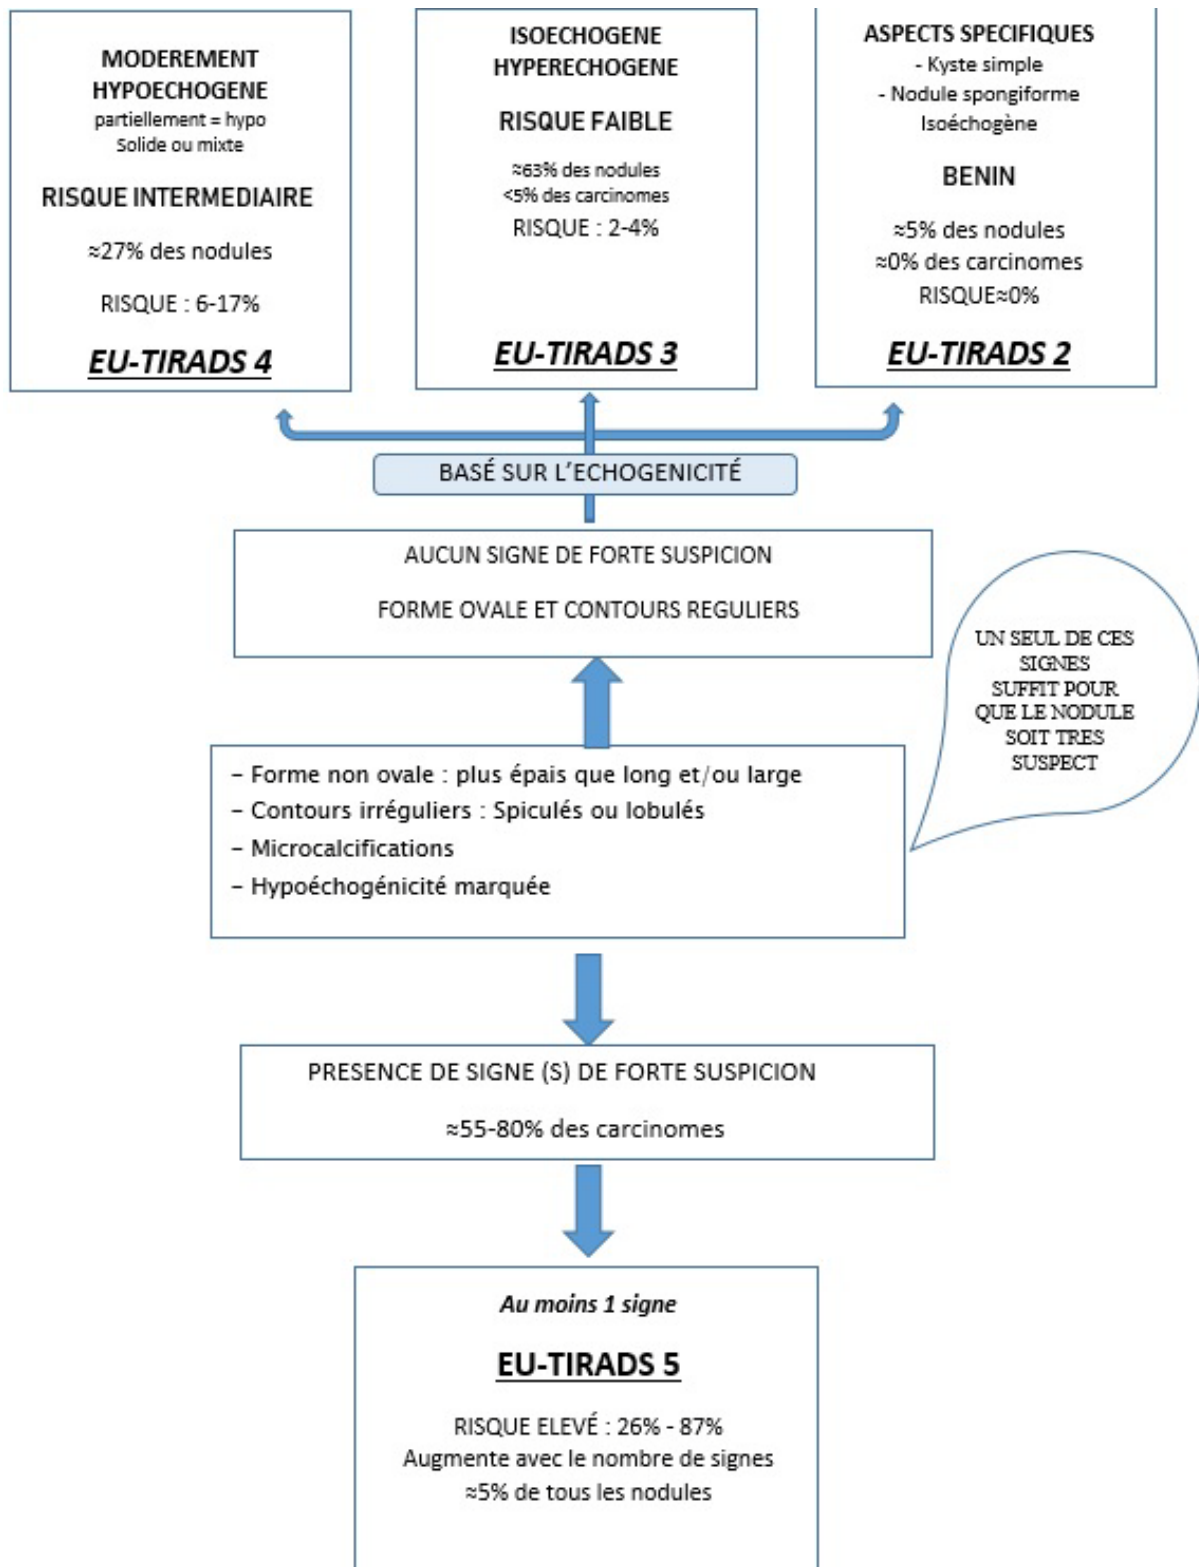 MODEREMENT
HYPOECHOGENE
partiellement = hypo
Solide ou mixte
RISQUE INTERMEDIAIRE
≈27% des nodules
RISQUE : 6-17%
EU-TIRADS 4
ISOECHOGENE
HYPERECHOGENE
RISQUE FAIBLE
≈63% des nodules
<5% des carcinomes
RISQUE : 2-4%
EU-TIRADS 3
ASPECTS SPECIFIQUES
- Kyste simple
- Nodule spongiforme
Isoéchogène
BENIN
≈5% des nodules
≈0% des carcinomes
RISQUE≈0%
EU-TIRADS 2
BASÉ SUR L'ECHOGENICITÉ
AUCUN SIGNE DE FORTE SUSPICION
FORME OVALE ET CONTOURS REGULIERS
UN SEUL DE CES
SIGNES
SUFFIT POUR
QUE LE NODULE
SOIT TRES
SUSPECT
– Forme non ovale : plus épais que long et/ou large
– Contours irréguliers : Spiculés ou lobulés
– Microcalcifications
– Hypoéchogénicité marquée
PRESENCE DE SIGNE (S) DE FORTE SUSPICION
≈55-80% des carcinomes
Au moins 1 signe
EU-TIRADS 5
RISQUE ELEVÉ : 26% - 87%
Augmente avec le nombre de signes
≈5% de tous les nodules